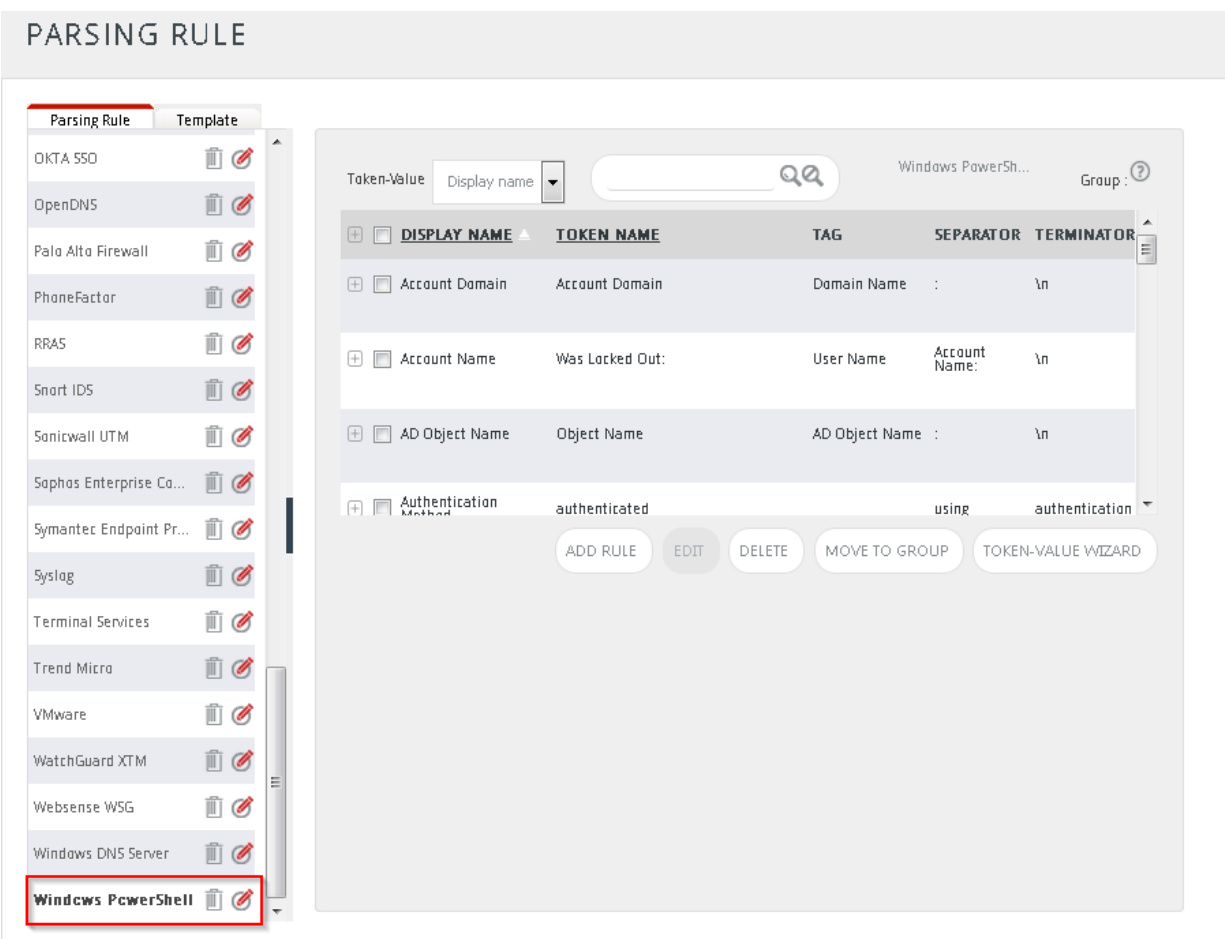 PARSING RULE
Parsing Rule Template
OKTA SSO
OpenDNS
Palo Alto Firewall
PhoneFactor
RRAS
Snort IDS
Sonicwall UTM
Sophos Enterprise Co...
Symantec Endpoint Pr...
Syslog
Terminal Services
Trend Micro
VMware
WatchGuard XTM
Websense WSG
Windows DNS Server
Windows PowerShell
Token-Value Display name Windows PowerSh... Group :
DISPLAY NAME TOKEN NAME TAG SEPARATOR TERMINATOR
Account Domain Account Domain Domain Name : \n
Account Name Was Locked Out: User Name Account Name: \n
AD Object Name Object Name AD Object Name : \n
Authentication Method authenticated using authentication
ADD RULE EDIT DELETE MOVE TO GROUP TOKEN-VALUE WIZARD